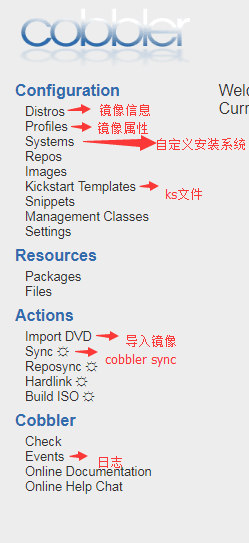 cobbler
Configuration
Distros 镜像信息
Profiles 镜像属性
Systems 自定义安装系统
Repos
Images
Kickstart Templates ks文件
Snippets
Management Classes
Settings
Resources
Packages
Files
Actions
Import DVD 导入镜像
Sync cobbler sync
Reposync
Hardlink
Build ISO
Cobbler
Check
Events 日志
Online Documentation
Online Help Chat